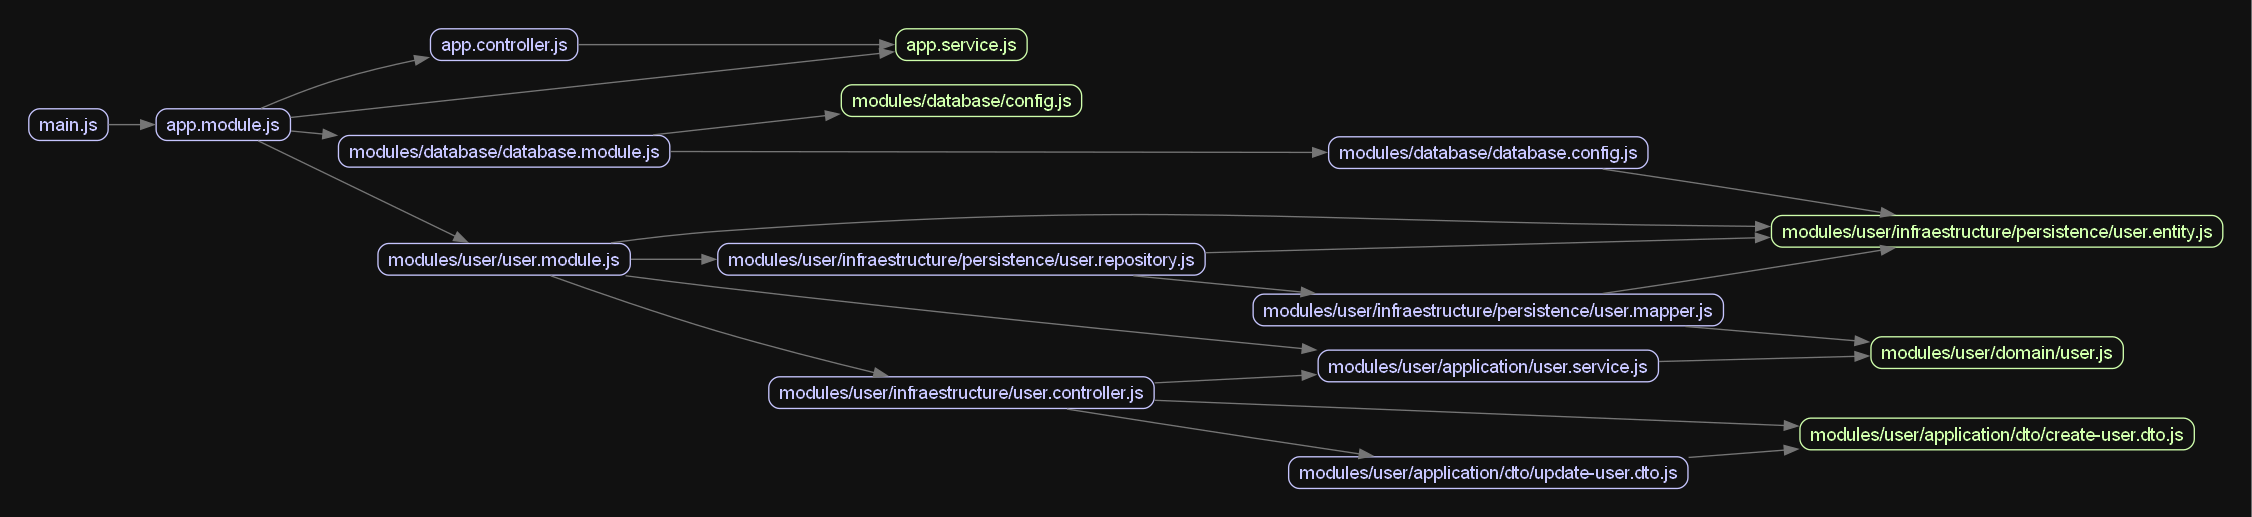 app.controller.js
app.service.js
modules/database/config.js
main.js
app.module.js
modules/database/database.module.js
modules/database/database.config.js
modules/user/infraestructure/persistence/user.entity.js
modules/user/user.module.js
modules/user/infraestructure/persistence/user.repository.js
modules/user/infraestructure/persistence/user.mapper.js
modules/user/domain/user.js
modules/user/application/user.service.js
modules/user/infraestructure/user.controller.js
modules/user/application/dto/create-user.dto.js
modules/user/application/dto/update-user.dto.js